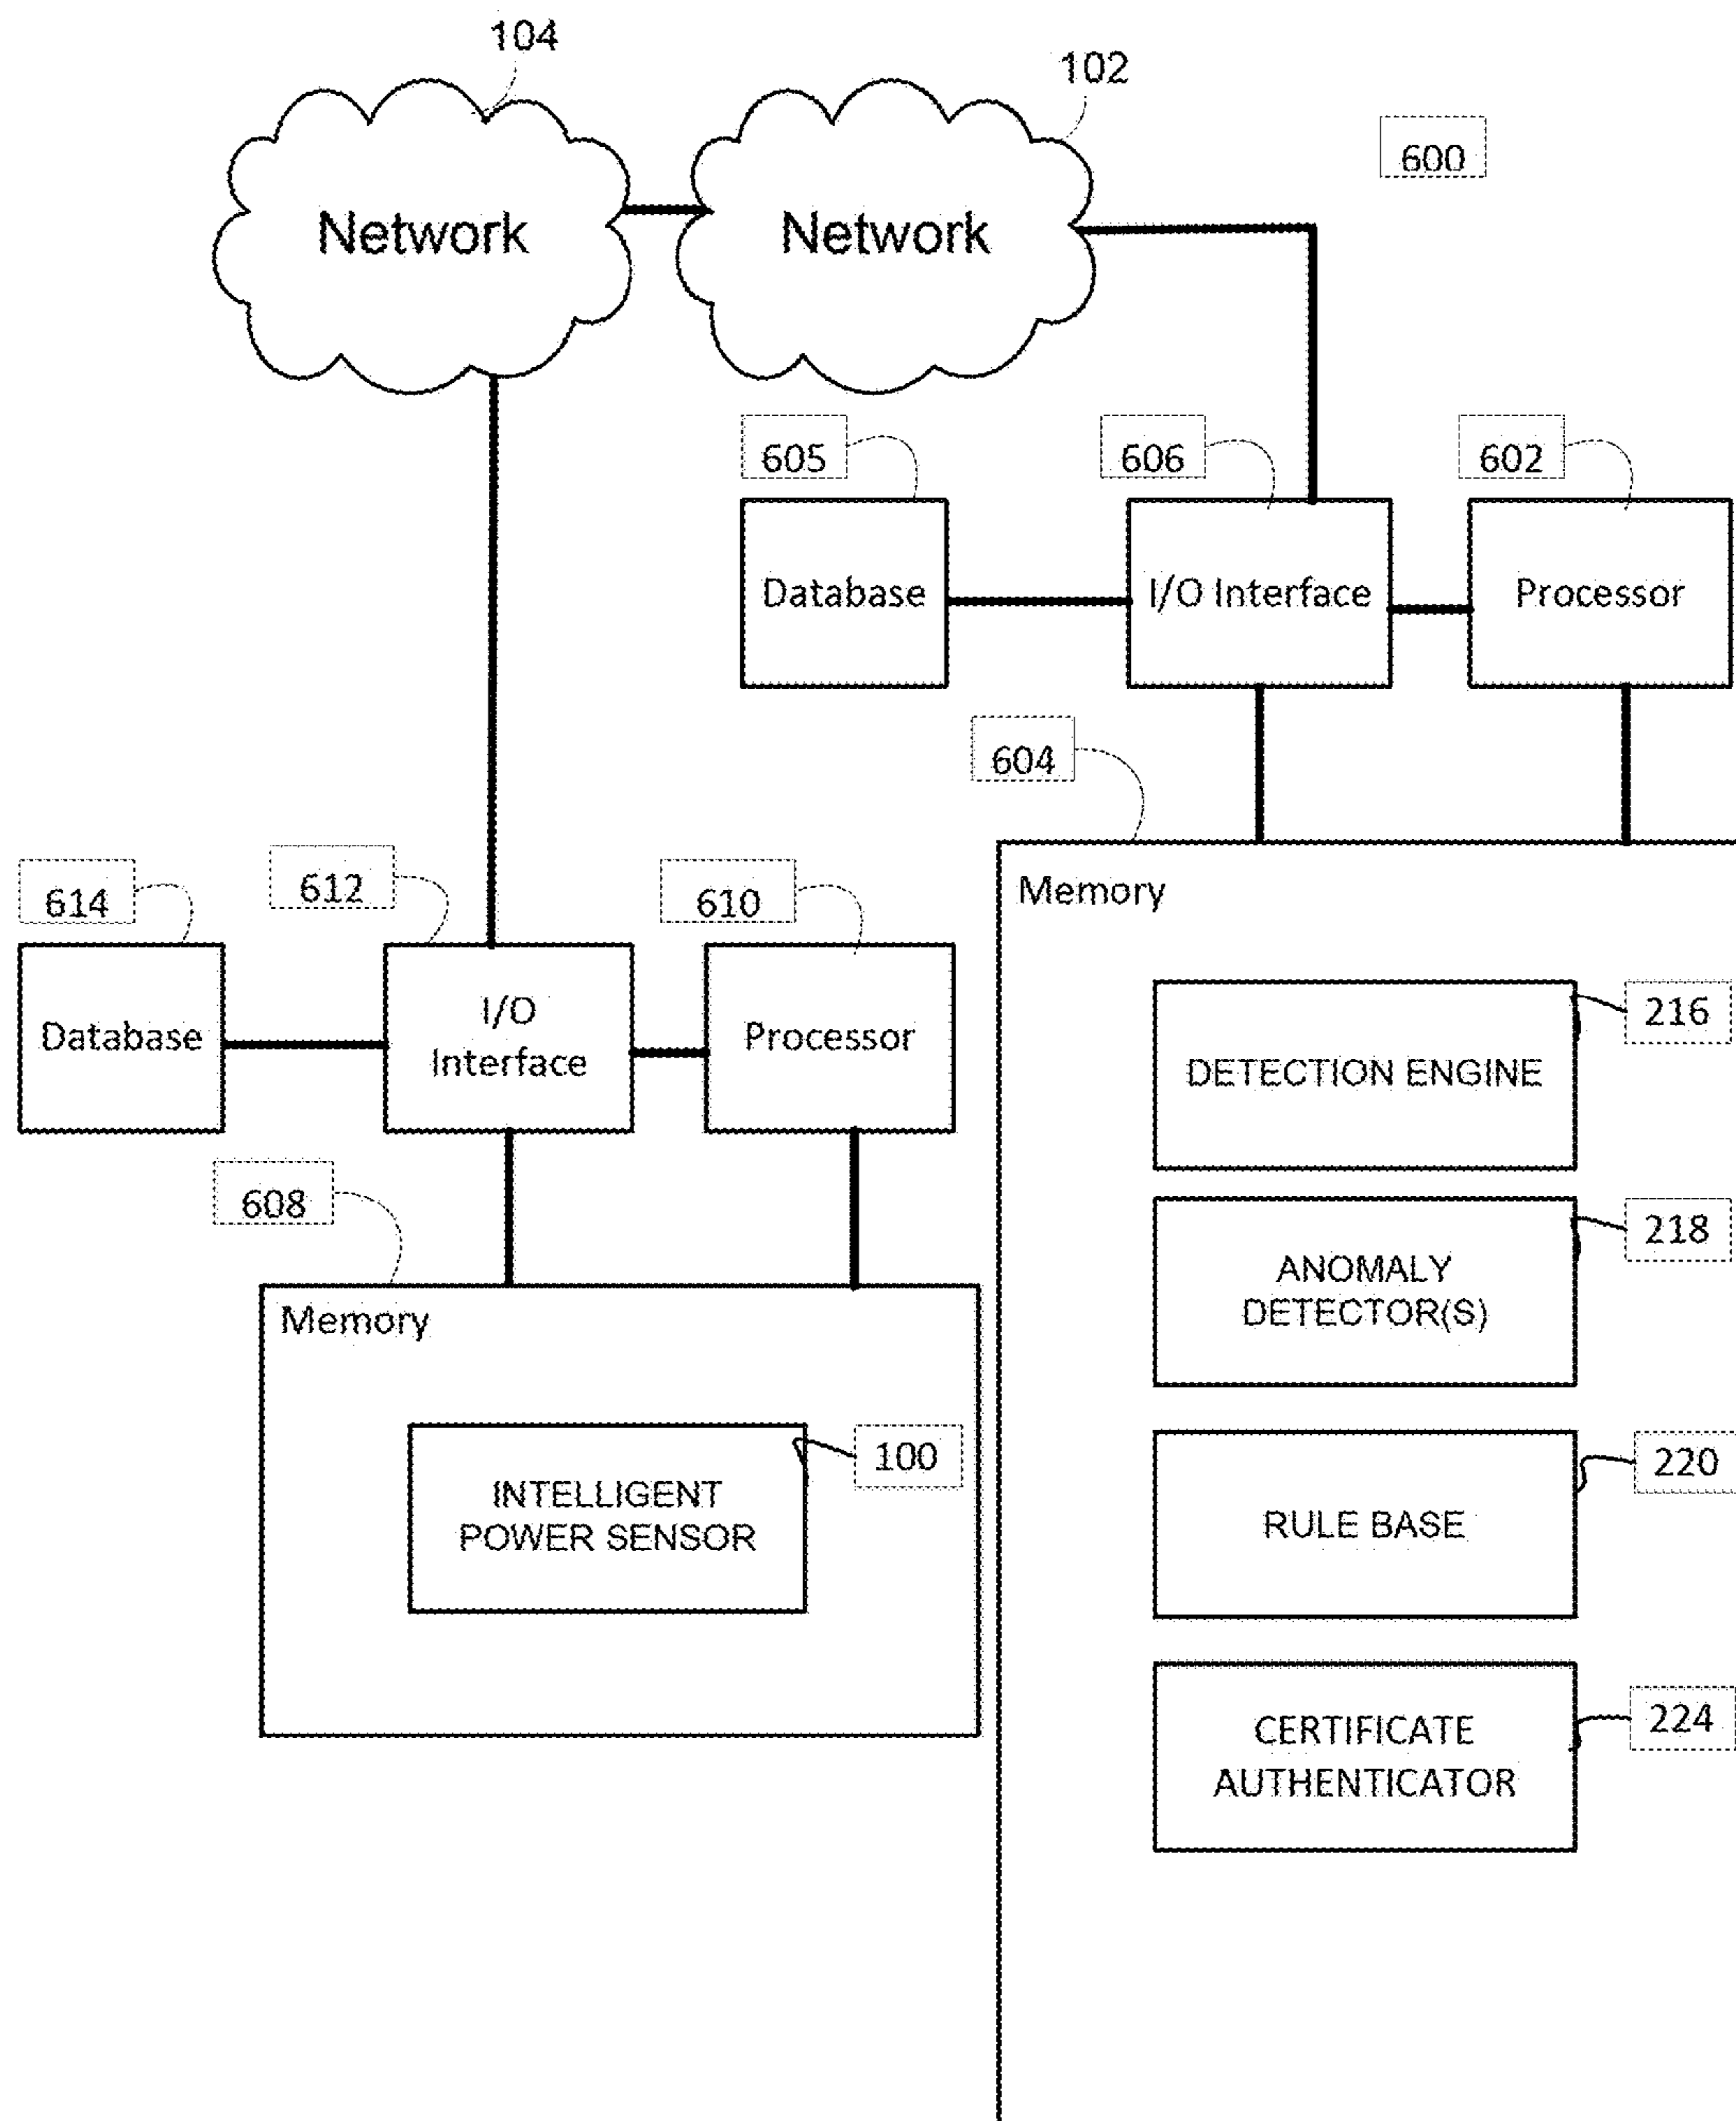 104
102
600
Network
Network
605
606
602
Database
I/O Interface
Processor
604
614
612
610
Memory
Database
I/O
Interface
Processor
216
DETECTION ENGINE
608
218
ANOMALY
DETECTOR(S)
Memory
100
INTELLIGENT
POWER SENSOR
220
RULE BASE
224
CERTIFICATE
AUTHENTICATOR